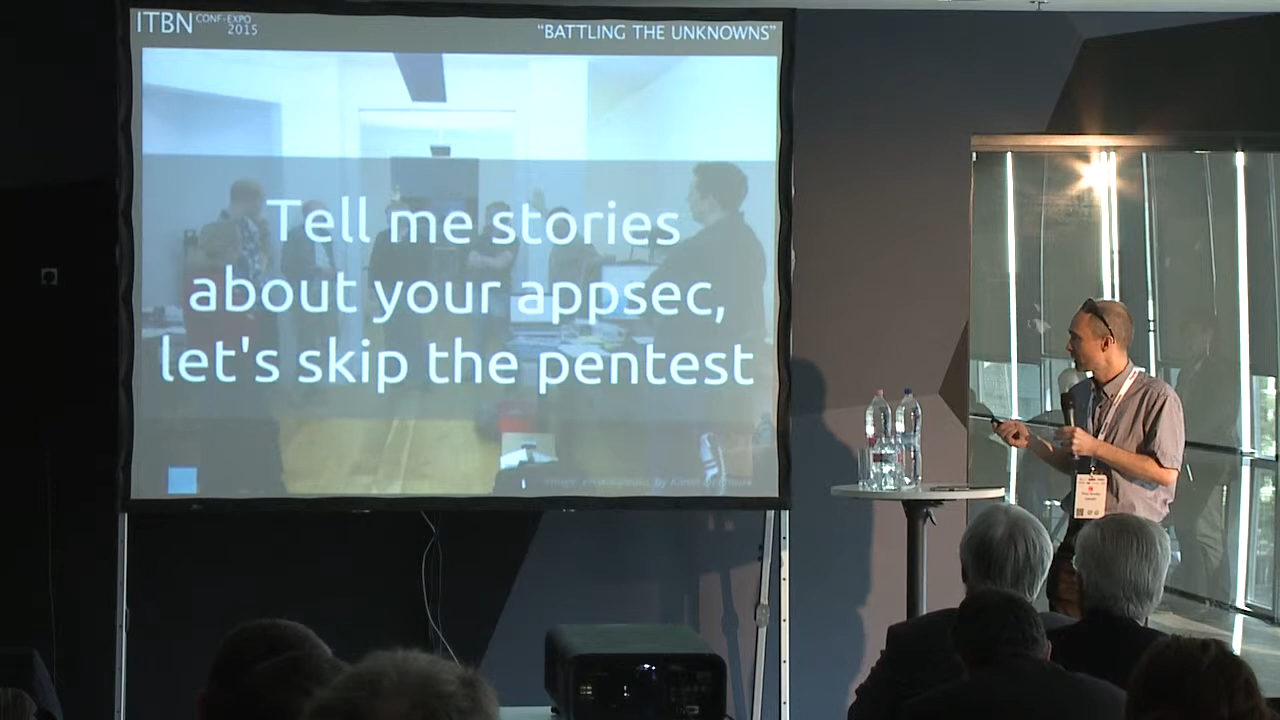 ITBN CONF-EXPO
2015
"BATTLING THE UNKNOWNS"
Tell me stories
about your appsec,
let's skip the pentest